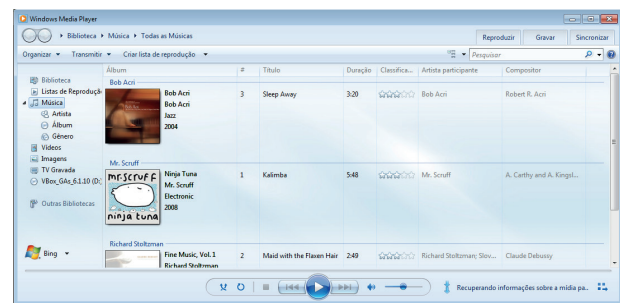 Windows Media Player
Biblioteca Música Todas as Músicas
Reproduzir Gravar Sincronizar
Organizar Transmitir Criar lista de reprodução Pesquisar
Álbum # Título Duração Classifica... Artista participante Compositor
Biblioteca
Listas de Reproduçã
Música
Artista
Álbum
Gênero
Vídeos
Imagens
TV Gravada
VBox_GAs_6.1.10 (D:)
Outras Bibliotecas
Bing
Bob Acri
Bob Acri 3 Sleep Away 3:20 Bob Acri Robert R. Acri
Bob Acri
Jazz
2004
Mr. Scruff
mr.scruff
ninja tuna
Ninja Tuna 1 Kalimba 5:48 Mr. Scruff A. Carthy and A. Kingsl...
Mr. Scruff
Electronic
2008
Richard Stoltzman
Fine Music, Vol. 1 2 Maid with the Flaxen Hair 2:49 Richard Stoltzman; Slov... Claude Debussy
Richard Stoltzman
Recuperando informações sobre a mídia pa..